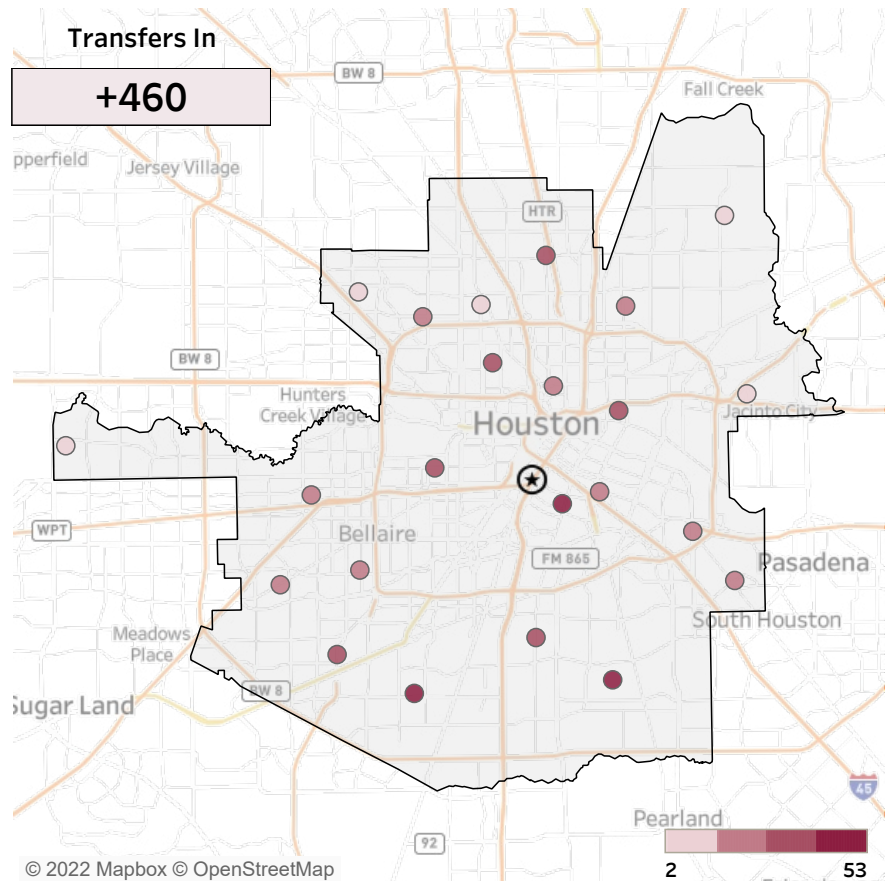 Transfers In
+460
BW 8
Fall Creek
pperfield
Jersey Village
HTR
BW 8
Hunters
Creek Village
Jacinto City
Houston
WPT
Bellaire
FM 865
Pasadena
South Houston
Meadows
Place
BW 8
Sugar Land
45
Pearland
92
2
53
© 2022 Mapbox © OpenStreetMap